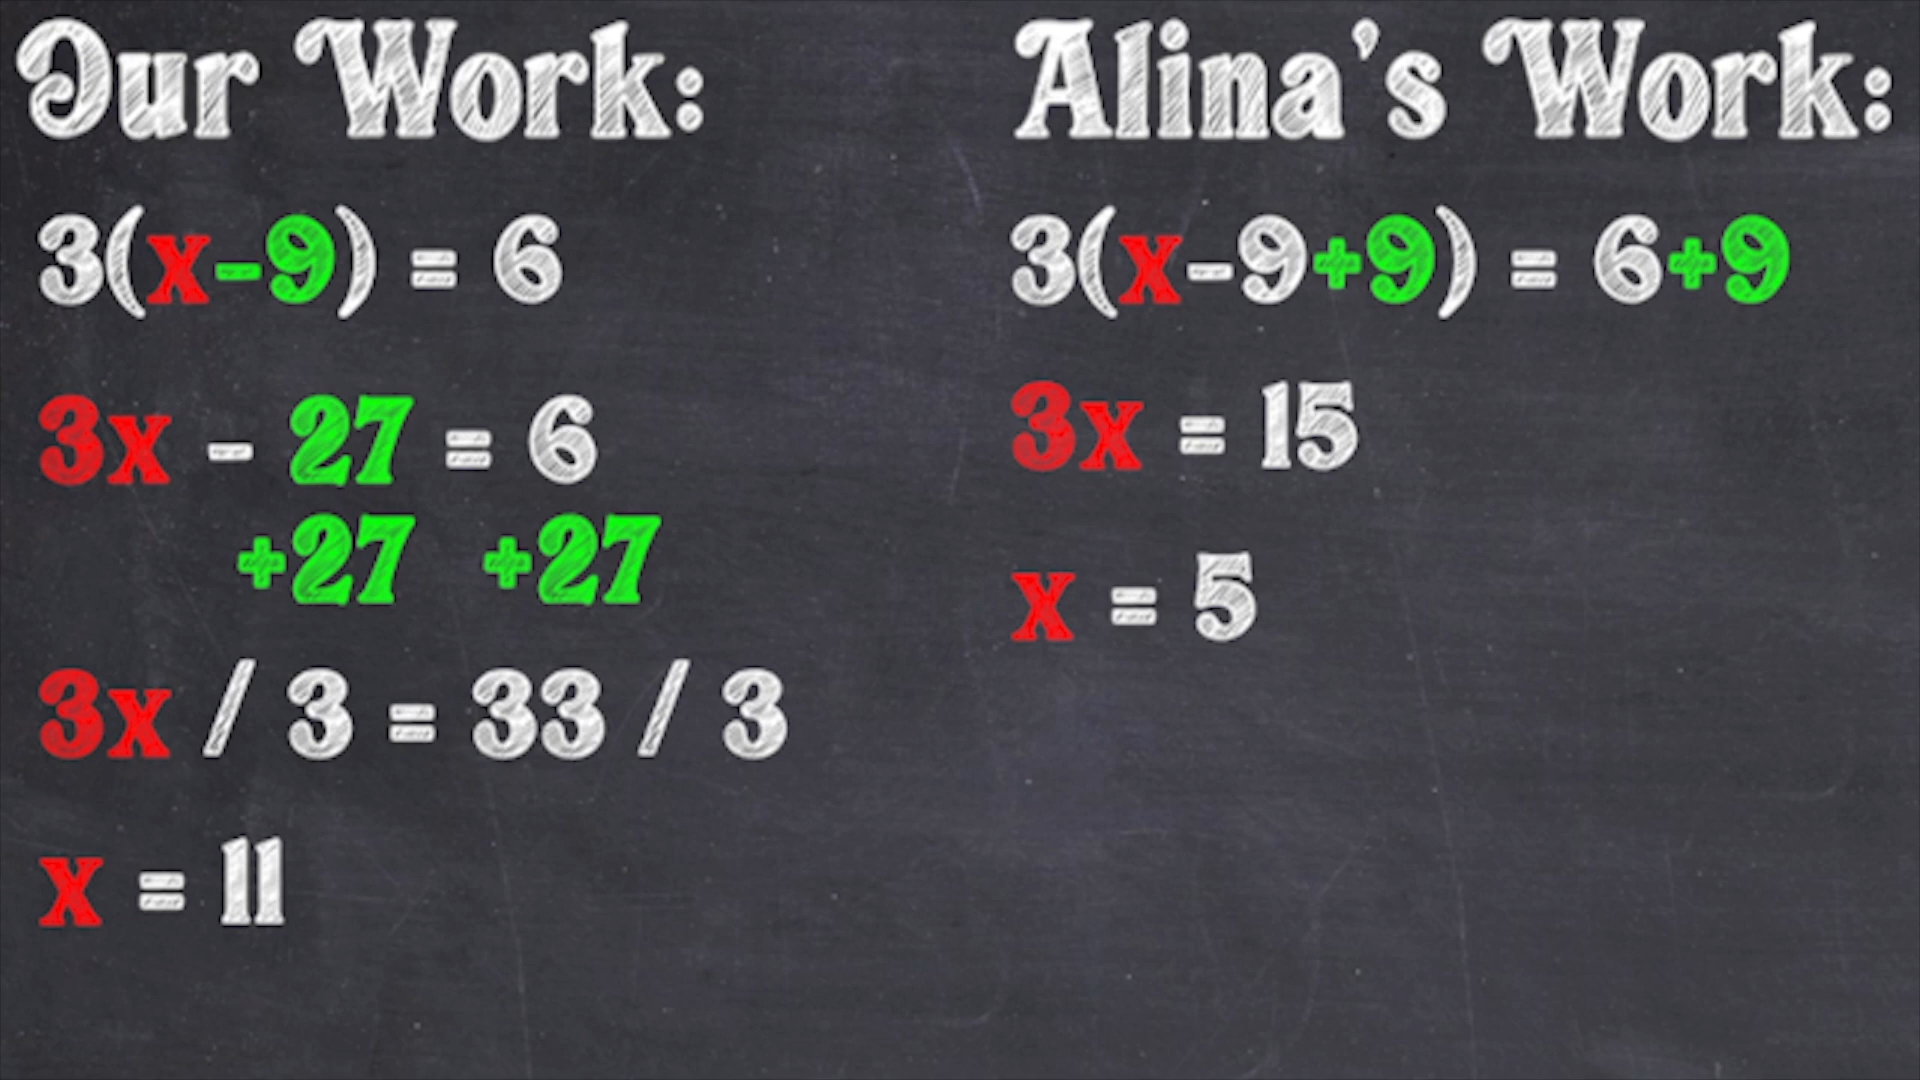 Our Work:
3(x-9) = 6
3x - 27 = 6
+27 +27
3x / 3 = 33 / 3
x = 11
Alina's Work:
3(x-9+9) = 6+9
3x = 15
x = 5